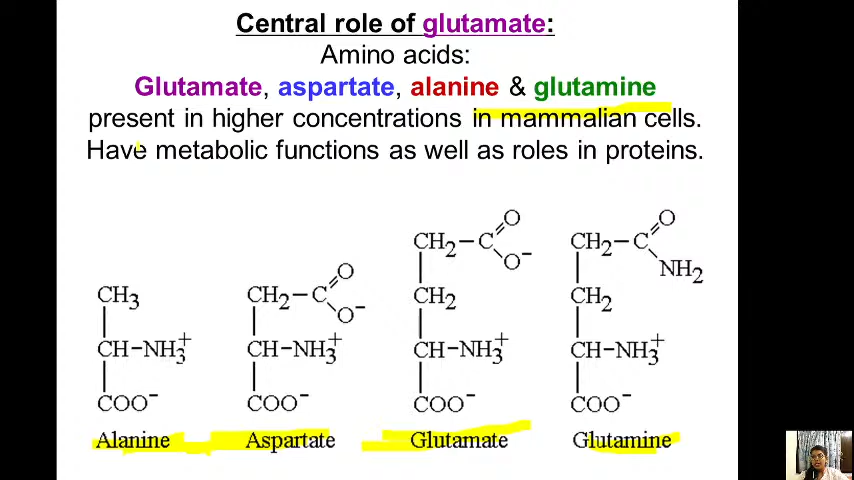 Central role of glutamate:
Amino acids:
Glutamate, aspartate, alanine & glutamine
present in higher concentrations in mammalian cells.
Have metabolic functions as well as roles in proteins.
CH3
CH-NH3+
COO-
Alanine
CH2-C
O
O-
CH-NH3+
COO-
Aspartate
CH2-C
O
O-
CH2
CH-NH3+
COO-
Glutamate
CH2-C
O
NH2
CH2
CH-NH3+
COO-
Glutamine